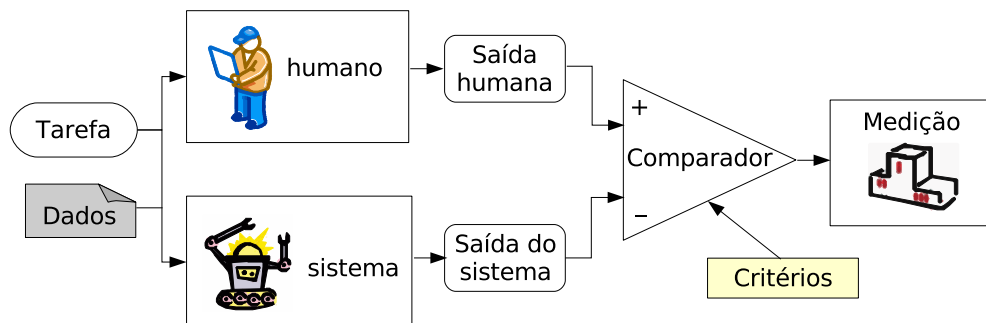 Tarefa
Dados
humano
sistema
Saída
humana
Saída do
sistema
+
Comparador
−
Critérios
Medição